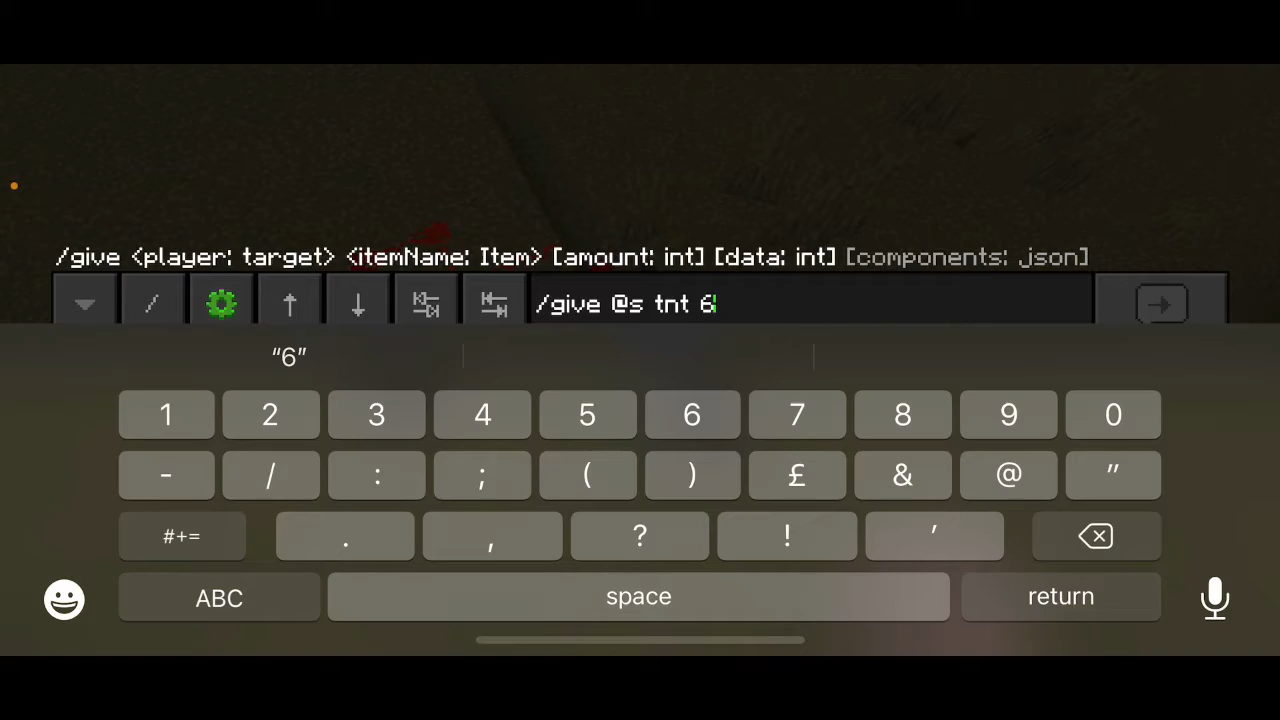 /give <player: target> <itemName: Item> [amount: int] [data: int] [components: json]
/ /give @s tnt 6
“6”
1 2 3 4 5 6 7 8 9 0
- / : ; ( ) £ & @ ”
#+= . , ? ! ’
ABC space return